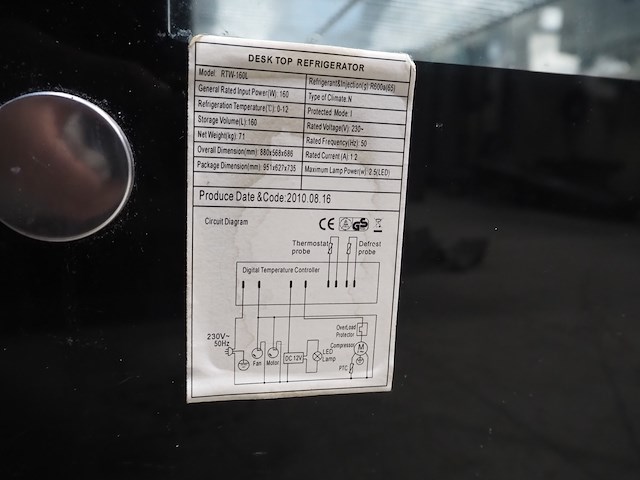 DESK TOP REFRIGERATOR
Model: RTW-160L
Refrigerant&Injection(g) R600a(65)
General Rated Input Power(W): 160
Type of Climate: N
Refrigeration Temperature(℃): 0-12
Protected Mode: I
Storage Volume(L): 160
Rated Voltage(V): 230~
Net Weight(kg): 71
Rated Frequency(Hz): 50
Overall Dimension(mm): 880x568x686
Rated Current(A): 1.2
Package Dimension(mm): 951x627x735
Maximum Lamp Power(w): 2.5(LED)
Produce Date &Code:2010.08.16
Circuit Diagram
CE GS
Thermostat probe
Defrost probe
Digital Temperature Controller
230V~
50Hz
Fan
Motor
DC 12V
LED Lamp
OverLoad Protector
Compressor
M
PTC